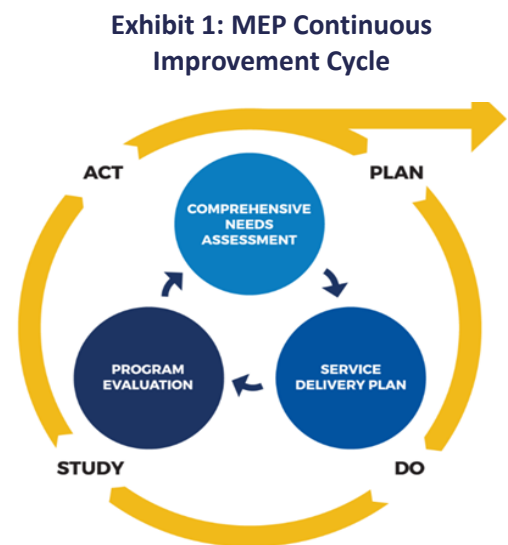 Exhibit 1: MEP Continuous
Improvement Cycle
ACT
PLAN
COMPREHENSIVE
NEEDS
ASSESSMENT
PROGRAM
EVALUATION
SERVICE
DELIVERY PLAN
STUDY
DO